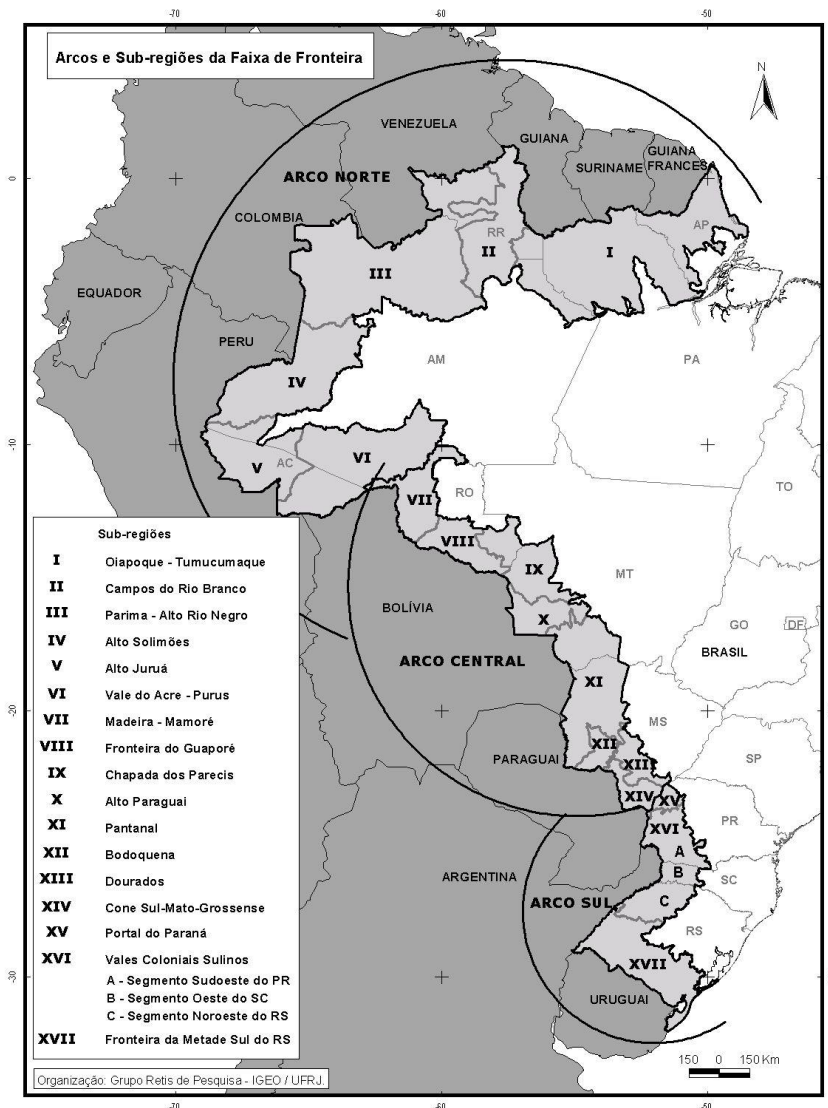 -70
-60
-50
Arcos e Sub-regiões da Faixa de Fronteira
N
VENEZUELA
GUIANA
SURINAME
GUIANA
FRANCESA
ARCO NORTE
COLOMBIA
0
RR
AP
II
I
III
EQUADOR
PERU
AM
PA
IV
-10
V
AC
VI
VII
RO
TO
VIII
IX
MT
BOLÍVIA
X
GO
DF
BRASIL
ARCO CENTRAL
XI
MS
-20
XII
XIII
PARAGUAI
SP
XIV
XV
XVI
PR
A
B
SC
ARGENTINA
ARCO SUL
C
RS
XVII
-30
URUGUAI
Sub-regiões
I Oiapoque - Tumucumaque
II Campos do Rio Branco
III Parima - Alto Rio Negro
IV Alto Solimões
V Alto Juruá
VI Vale do Acre - Purus
VII Madeira - Mamoré
VIII Fronteira do Guaporé
IX Chapada dos Parecis
X Alto Paraguai
XI Pantanal
XII Bodoquena
XIII Dourados
XIV Cone Sul-Mato-Grossense
XV Portal do Paraná
XVI Vales Coloniais Sulinos
A - Segmento Sudoeste do PR
B - Segmento Oeste do SC
C - Segmento Noroeste do RS
XVII Fronteira da Metade Sul do RS
150 0 150 Km
Organização: Grupo Retis de Pesquisa - IGEO / UFRJ.
-70
-60
-50